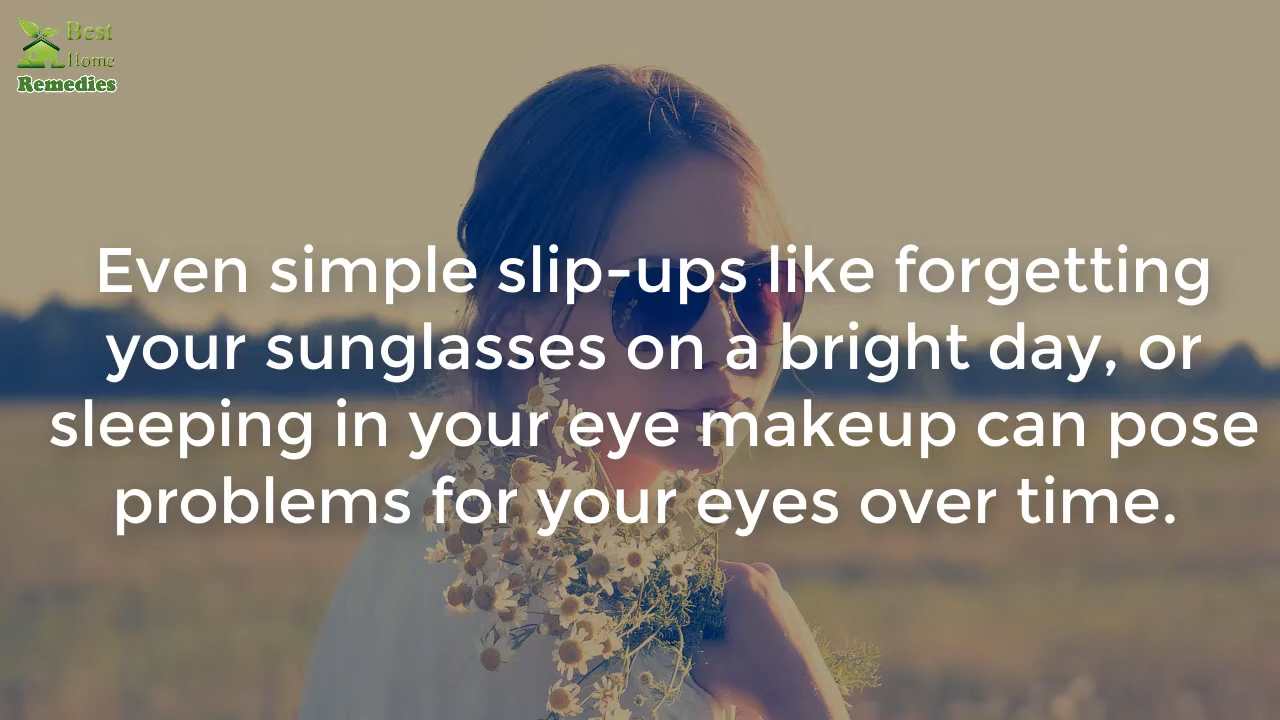 Best
Home
Remedies
Even simple slip-ups like forgetting
your sunglasses on a bright day, or
sleeping in your eye makeup can pose
problems for your eyes over time.